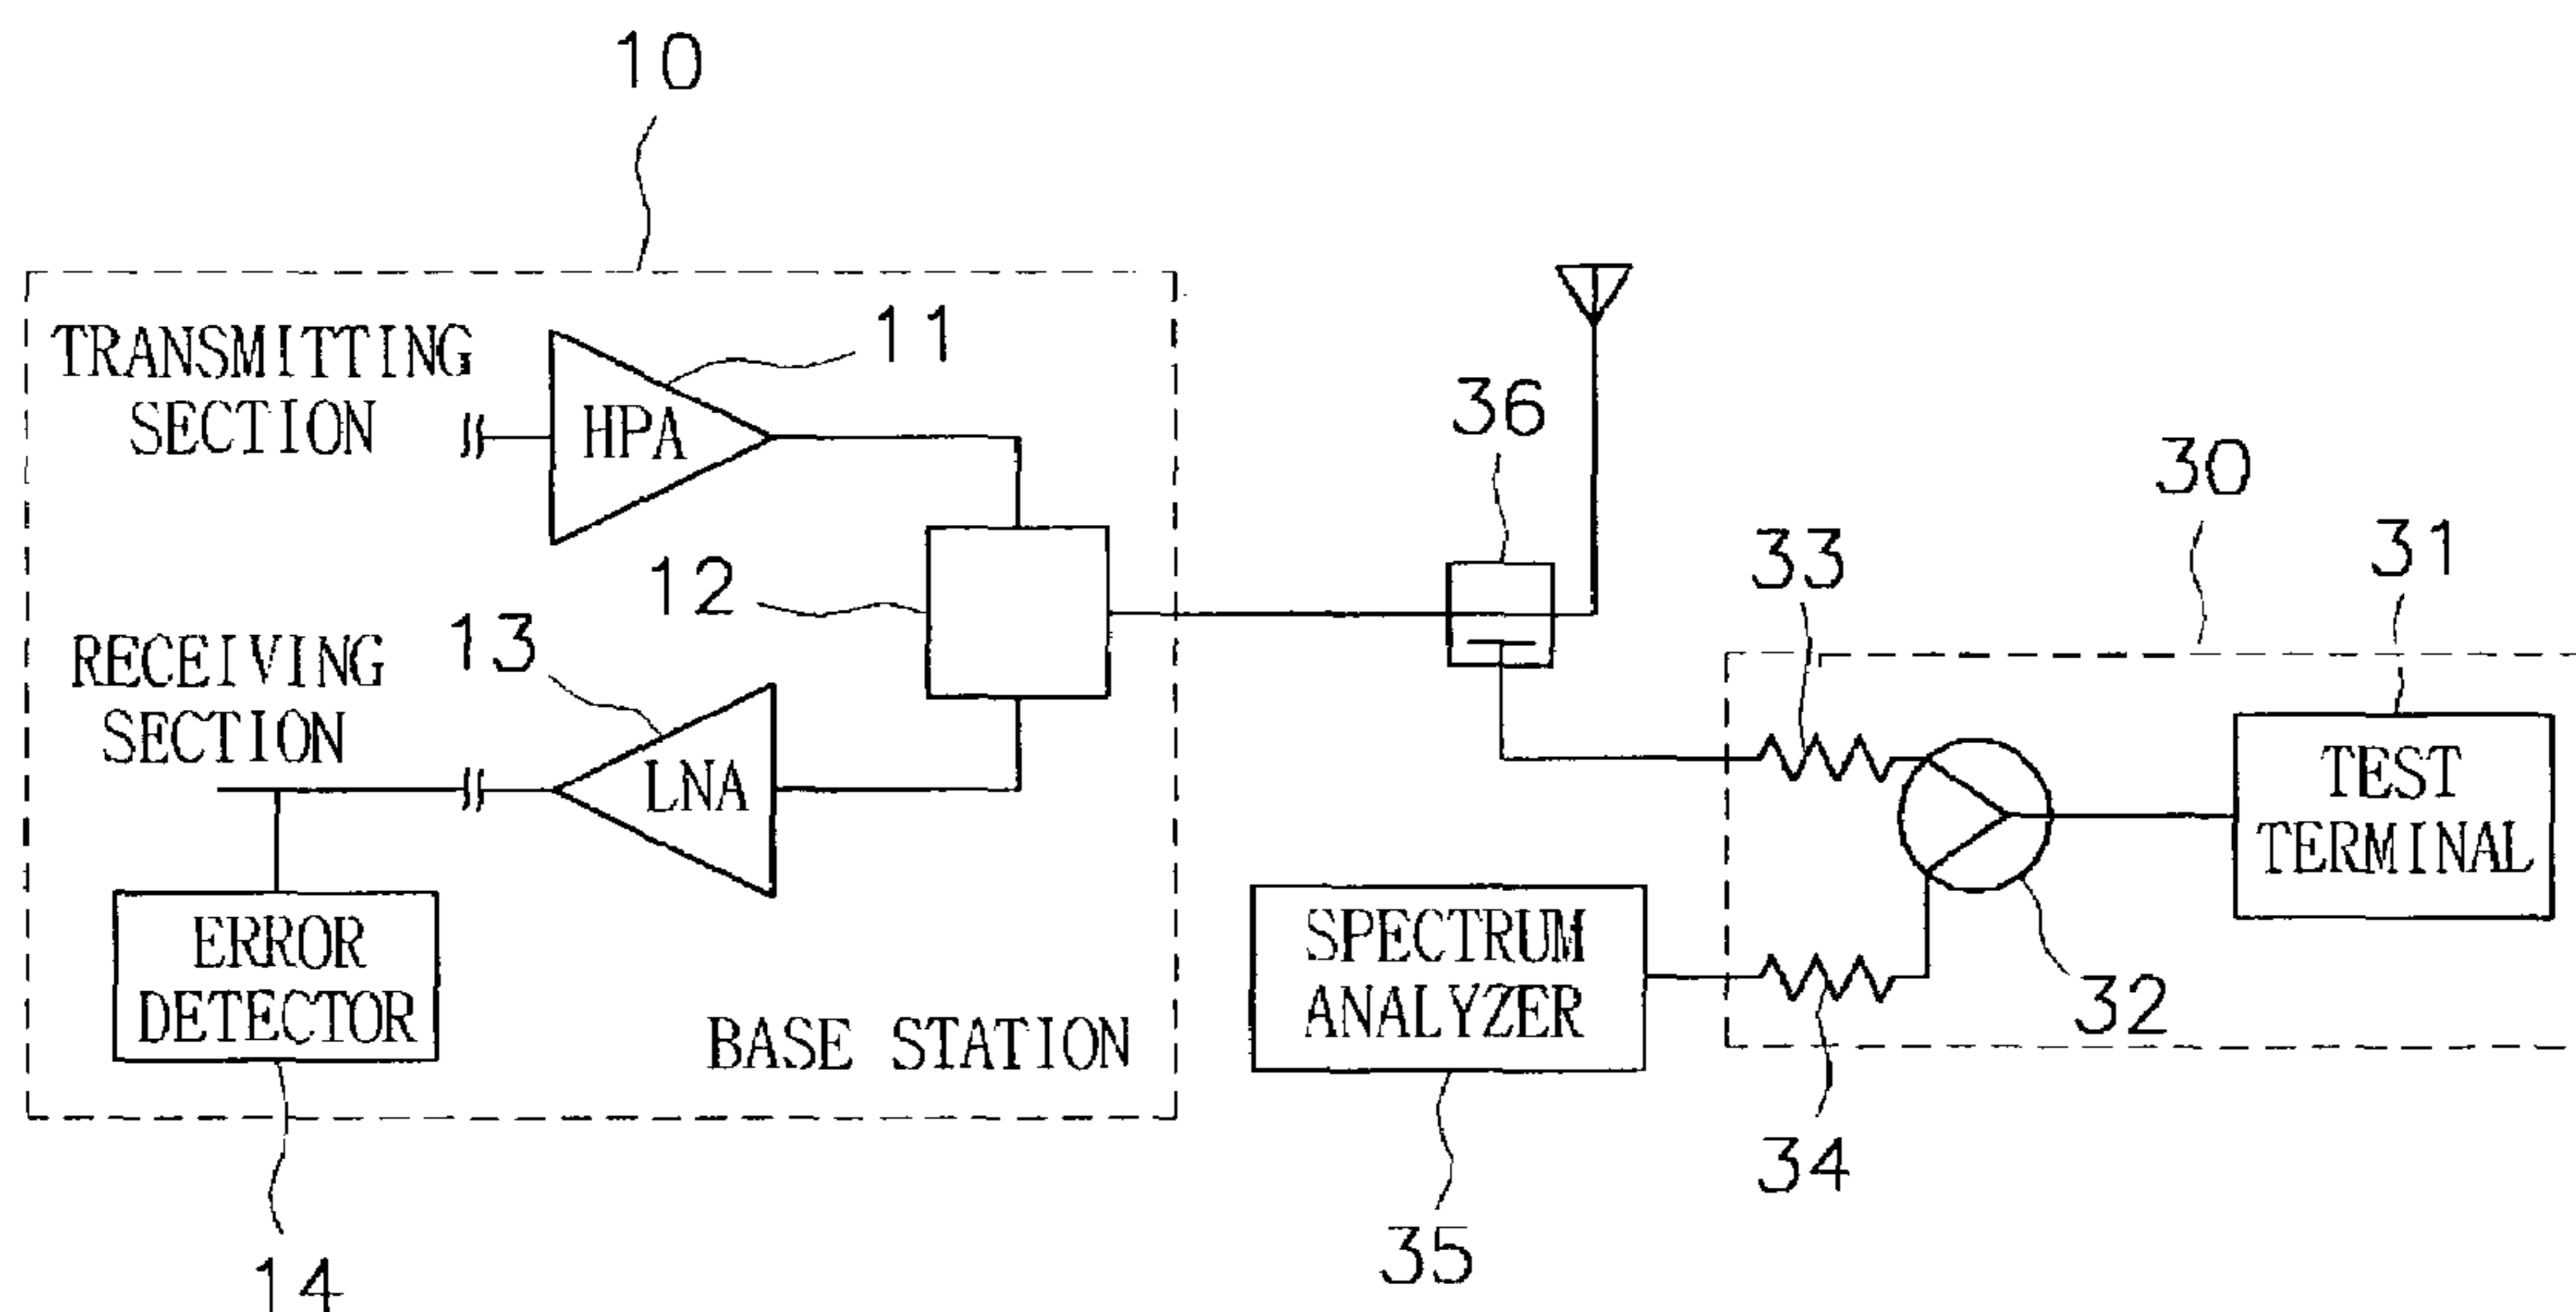 10
TRANSMITTING
SECTION
11
HPA
36
30
31
33
12
13
RECEIVING
SECTION
LNA
TEST
TERMINAL
ERROR
DETECTOR
SPECTRUM
ANALYZER
32
BASE STATION
34
35
14